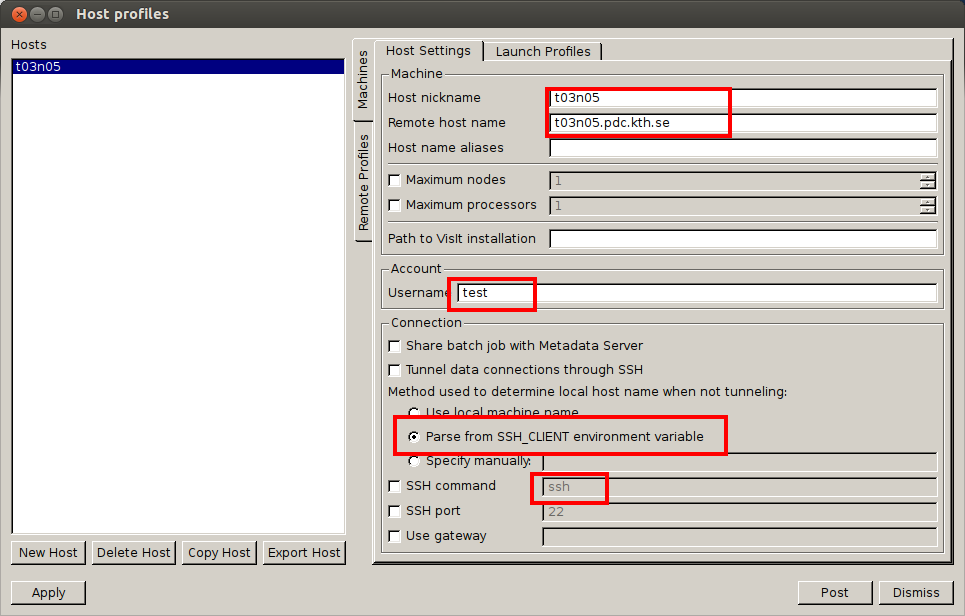 Host profiles
Hosts
t03n05
Machines
Remote Profiles
Host Settings
Launch Profiles
Machine
Host nickname t03n05
Remote host name t03n05.pdc.kth.se
Host name aliases
Maximum nodes 1
Maximum processors 1
Path to VisIt installation
Account
Username test
Connection
Share batch job with Metadata Server
Tunnel data connections through SSH
Method used to determine local host name when not tunneling:
Use local machine name
Parse from SSH_CLIENT environment variable
Specify manually:
SSH command ssh
SSH port 22
Use gateway
New Host Delete Host Copy Host Export Host
Apply Post Dismiss